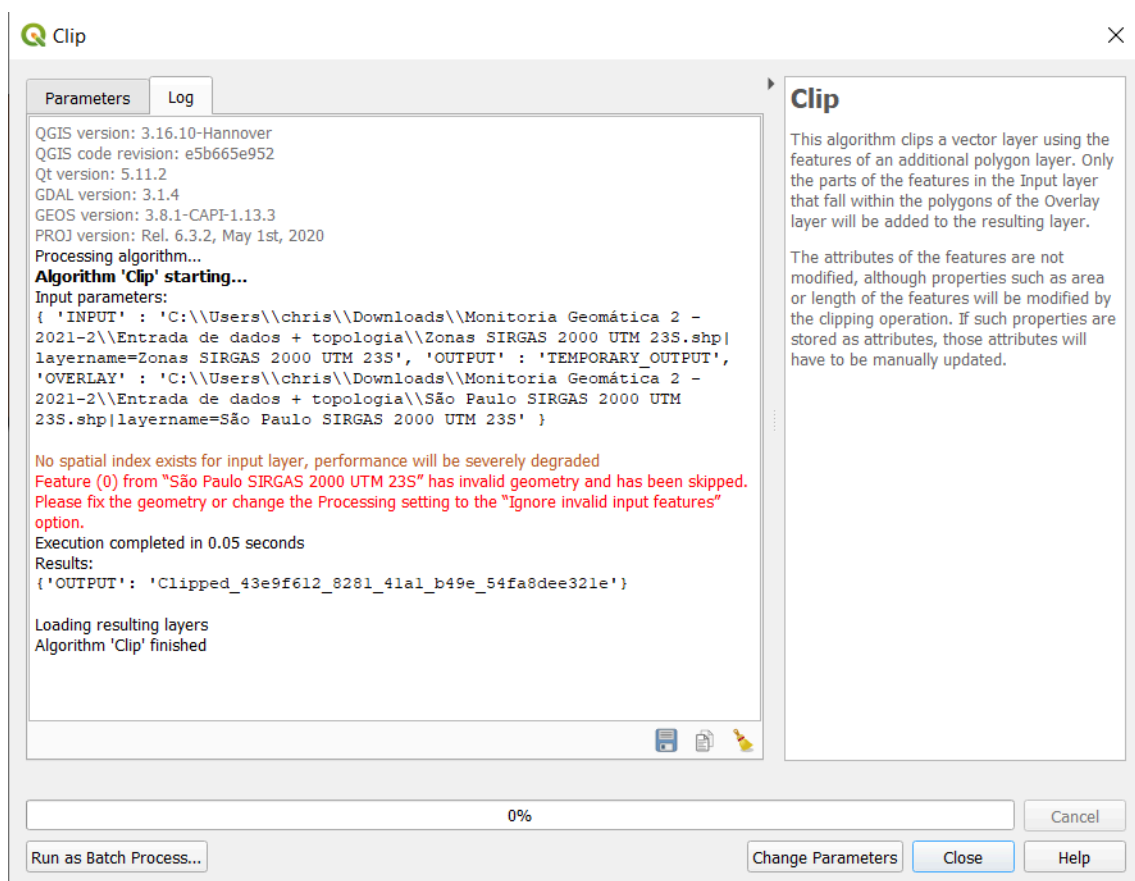 Clip
Parameters
Log
QGIS version: 3.16.10-Hannover
QGIS code revision: e5b665e952
Qt version: 5.11.2
GDAL version: 3.1.4
GEOS version: 3.8.1-CAPI-1.13.3
PROJ version: Rel. 6.3.2, May 1st, 2020
Processing algorithm...
Algorithm 'Clip' starting...
Input parameters:
{ 'INPUT' : 'C:\\Users\\chris\\Downloads\\Monitoria Geomática 2 -
2021-2\\Entrada de dados + topologia\\Zonas SIRGAS 2000 UTM 23S.shp|
layername=Zonas SIRGAS 2000 UTM 23S', 'OUTPUT' : 'TEMPORARY_OUTPUT',
'OVERLAY' : 'C:\\Users\\chris\\Downloads\\Monitoria Geomática 2 -
2021-2\\Entrada de dados + topologia\\São Paulo SIRGAS 2000 UTM
23S.shp|layername=São Paulo SIRGAS 2000 UTM 23S' }
No spatial index exists for input layer, performance will be severely degraded
Feature (0) from “São Paulo SIRGAS 2000 UTM 23S” has invalid geometry and has been skipped.
Please fix the geometry or change the Processing setting to the “Ignore invalid input features”
option.
Execution completed in 0.05 seconds
Results:
{'OUTPUT': 'Clipped_43e9f612_8281_41a1_b49e_54fa8dee321e'}
Loading resulting layers
Algorithm 'Clip' finished
Clip
This algorithm clips a vector layer using the
features of an additional polygon layer. Only
the parts of the features in the Input layer
that fall within the polygons of the Overlay
layer will be added to the resulting layer.
The attributes of the features are not
modified, although properties such as area
or length of the features will be modified by
the clipping operation. If such properties are
stored as attributes, those attributes will
have to be manually updated.
0%
Cancel
Run as Batch Process...
Change Parameters
Close
Help